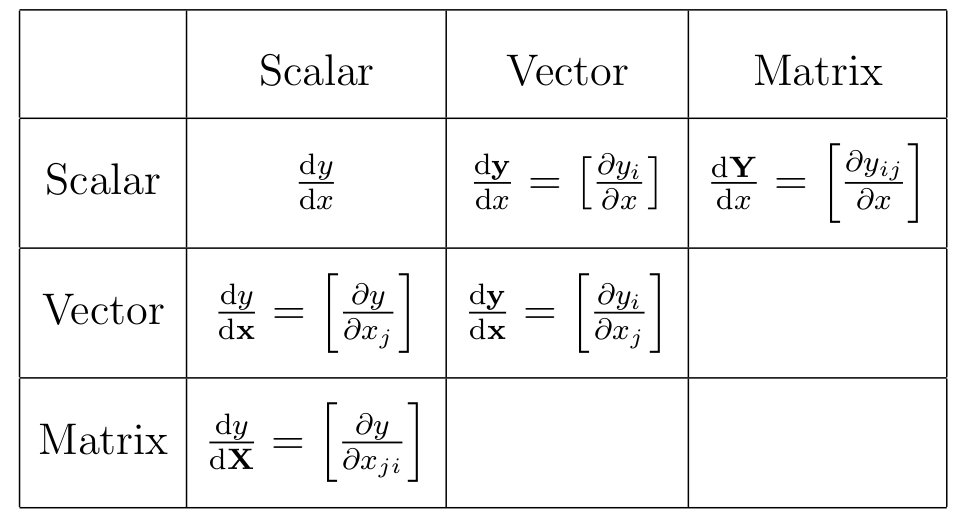 Scalar Vector Matrix
Scalar $\frac{\mathrm{d}y}{\mathrm{d}x}$ $\frac{\mathrm{d}\mathbf{y}}{\mathrm{d}x} = \left[\frac{\partial y_i}{\partial x}\right]$ $\frac{\mathrm{d}\mathbf{Y}}{\mathrm{d}x} = \left[\frac{\partial y_{ij}}{\partial x}\right]$
Vector $\frac{\mathrm{d}y}{\mathrm{d}\mathbf{x}} = \left[\frac{\partial y}{\partial x_j}\right]$ $\frac{\mathrm{d}\mathbf{y}}{\mathrm{d}\mathbf{x}} = \left[\frac{\partial y_i}{\partial x_j}\right]$
Matrix $\frac{\mathrm{d}y}{\mathrm{d}\mathbf{X}} = \left[\frac{\partial y}{\partial x_{ji}}\right]$